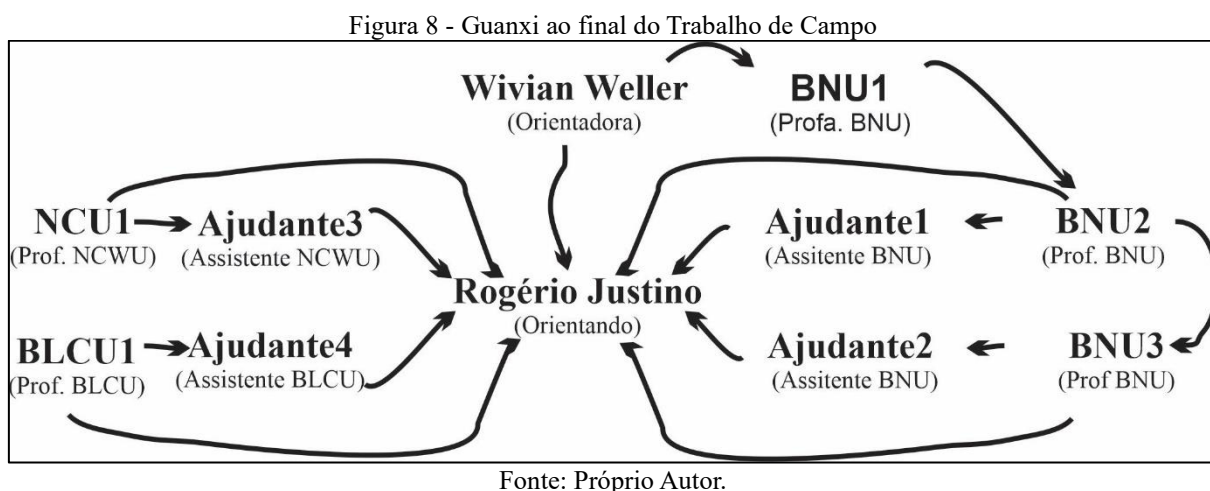 Figura 8 - Guanxi ao final do Trabalho de Campo
Wivian Weller
(Orientadora)
BNU1
(Profa. BNU)
NCU1
(Prof. NCWU)
Ajudante3
(Assistente NCWU)
Ajudante1
(Assitente BNU)
BNU2
(Prof. BNU)
Rogério Justino
(Orientando)
BLCU1
(Prof. BLCU)
Ajudante4
(Assistente BLCU)
Ajudante2
(Assitente BNU)
BNU3
(Prof BNU)
Fonte: Próprio Autor.